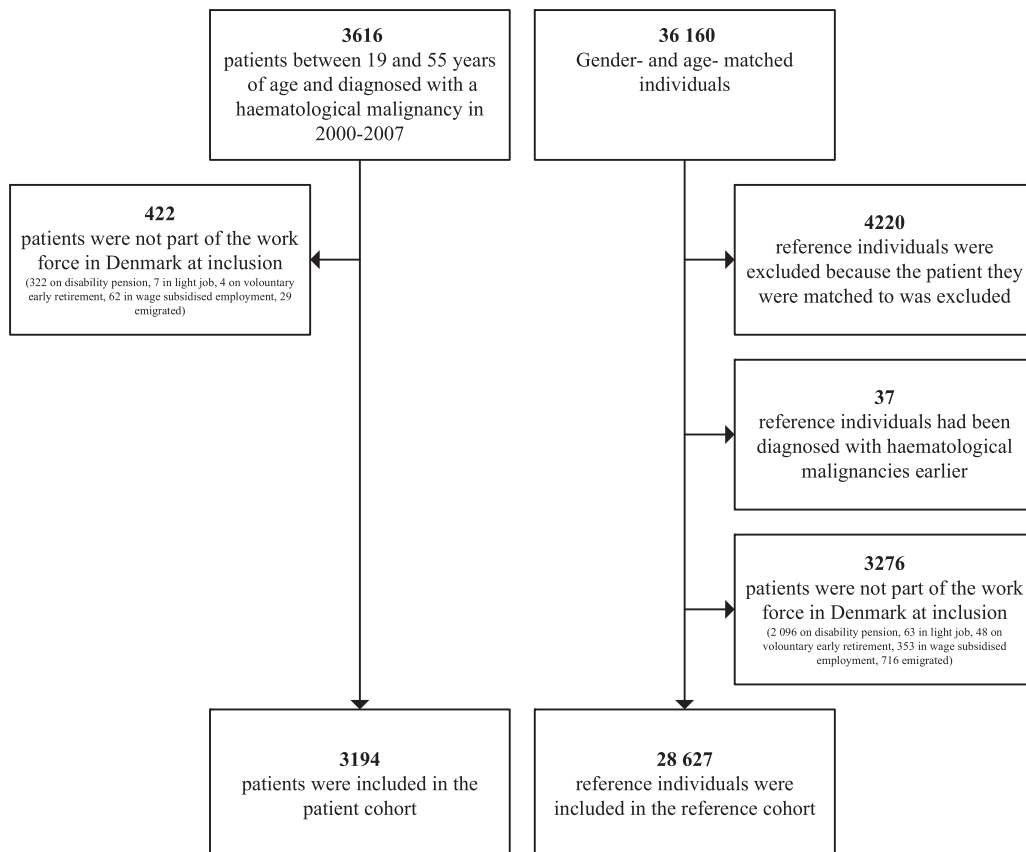 3616
patients between 19 and 55 years
of age and diagnosed with a
haematological malignancy in
2000-2007
36 160
Gender- and age- matched
individuals
422
patients were not part of the work
force in Denmark at inclusion
(322 on disability pension, 7 in light job, 4 on voluntary
early retirement, 62 in wage subsidised employment, 29
emigrated)
4220
reference individuals were
excluded because the patient they
were matched to was excluded
37
reference individuals had been
diagnosed with haematological
malignancies earlier
3276
patients were not part of the work
force in Denmark at inclusion
(2 096 on disability pension, 63 in light job, 48 on
volountary early retirement, 353 in wage subsidised
employment, 716 emigrated)
3194
patients were included in the
patient cohort
28 627
reference individuals were
included in the reference cohort